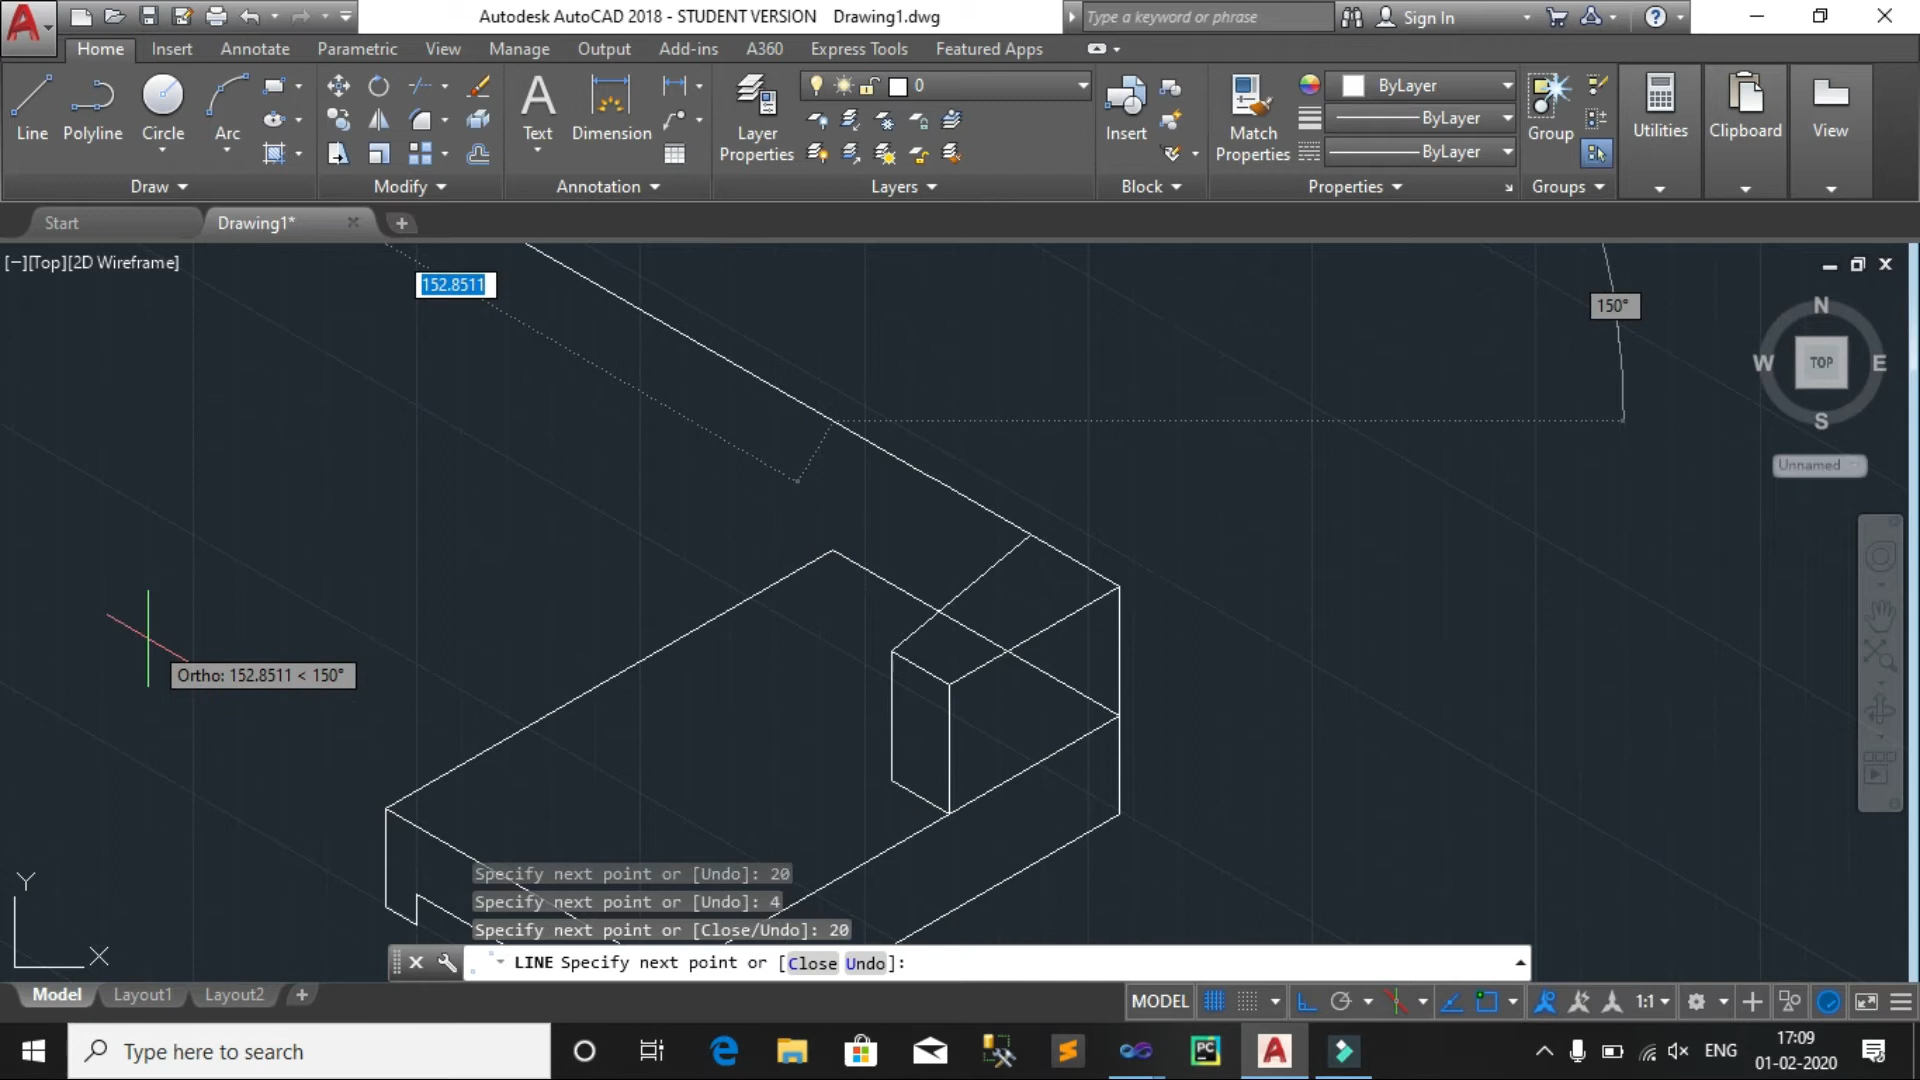 Autodesk AutoCAD 2018 - STUDENT VERSION Drawing1.dwg
Type a keyword or phrase
Sign In
Home Insert Annotate Parametric View Manage Output Add-ins A360 Express Tools Featured Apps
Line
Polyline
Circle
Arc
Text
Dimension
Layer Properties
0
Insert
Match Properties
ByLayer
ByLayer
ByLayer
Group
Utilities
Clipboard
View
Draw
Modify
Annotation
Layers
Block
Properties
Groups
Start
Drawing1*
[−][Top][2D Wireframe]
152.8511
150°
N
W
TOP
E
S
Unnamed
Ortho: 152.8511 < 150°
Y
X
Specify next point or [Undo]: 20
Specify next point or [Undo]: 4
Specify next point or [Close/Undo]: 20
LINE Specify next point or [Close Undo]:
Model Layout1 Layout2
MODEL
1:1
Type here to search
PC
ENG
17:09
01-02-2020